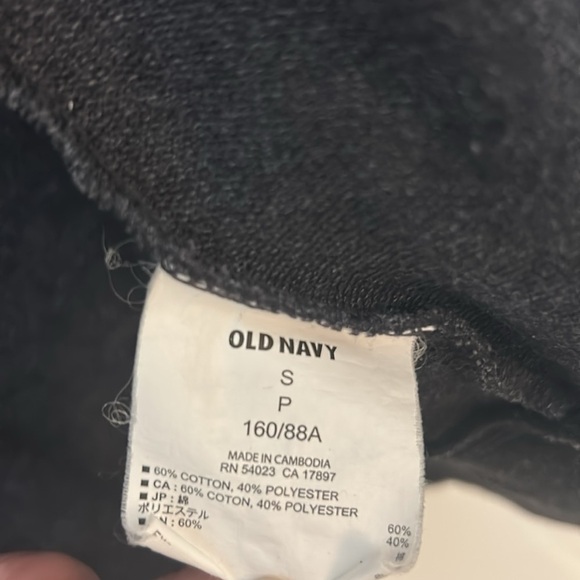 OLD NAVY
S
P
160/88A
MADE IN CAMBODIA
RN 54023 CA 17897
60% COTTON, 40% POLYESTER
CA : 60% COTON, 40% POLYESTER
JP : 綿 60%
ポリエステル 40%
N : 60% 棉